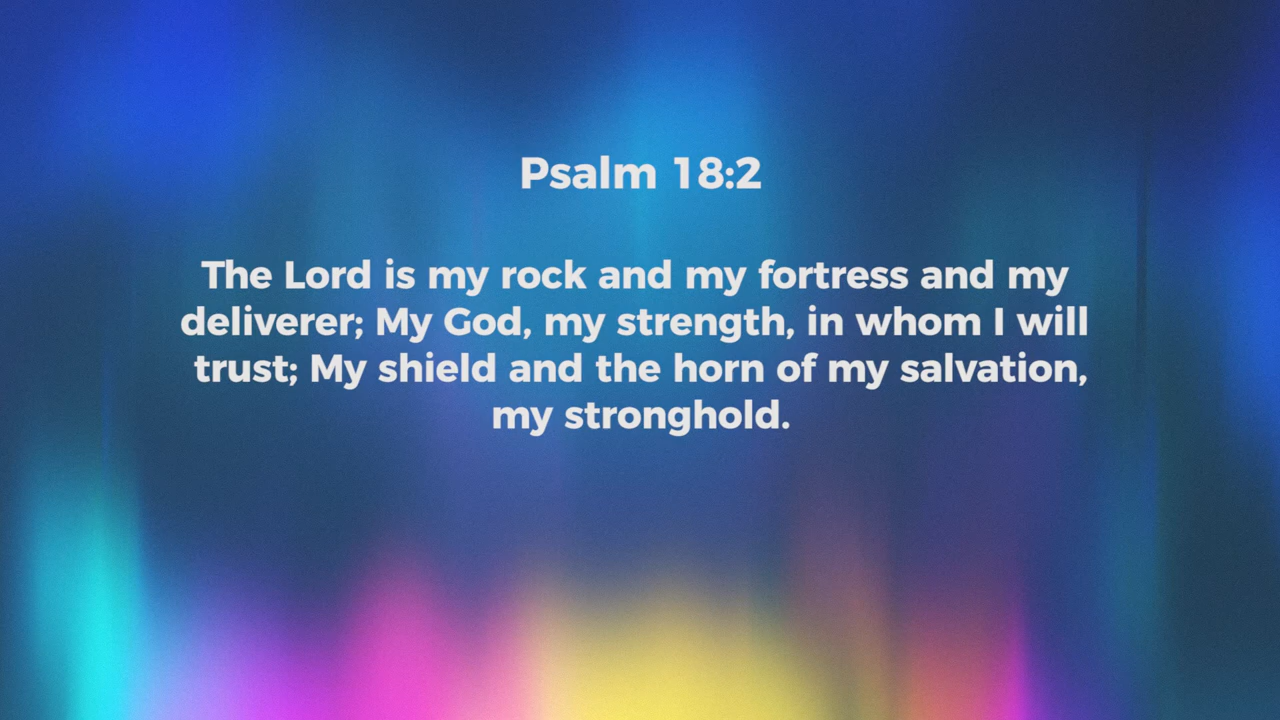 Psalm 18:2
The Lord is my rock and my fortress and my
deliverer; My God, my strength, in whom I will
trust; My shield and the horn of my salvation,
my stronghold.